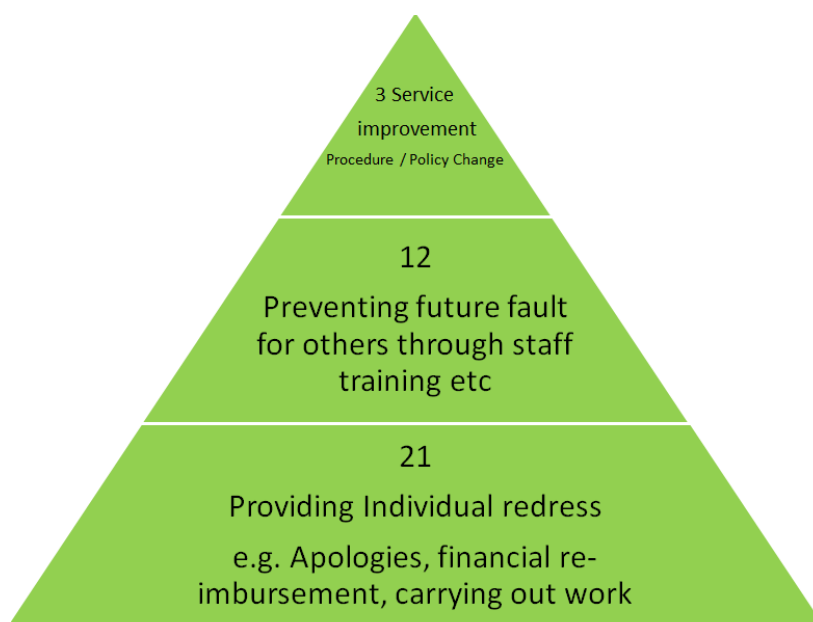 3 Service
improvement
Procedure / Policy Change
12
Preventing future fault
for others through staff
training etc
21
Providing Individual redress
e.g. Apologies, financial re-
imbursement, carrying out work